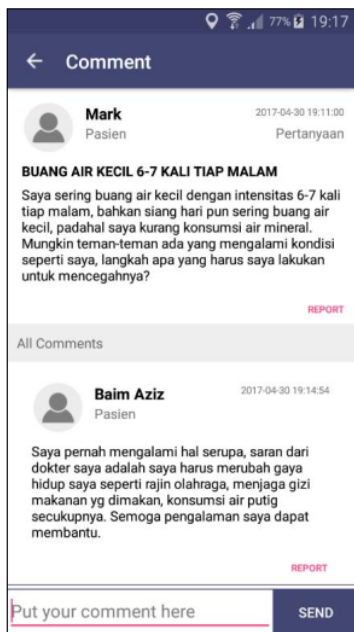 77% 19:17
Comment
Mark
2017-04-30 19:11:00
Pasien
Pertanyaan
BUANG AIR KECIL 6-7 KALI TIAP MALAM
Saya sering buang air kecil dengan intensitas 6-7 kali
tiap malam, bahkan siang hari pun sering buang air
kecil, padahal saya kurang konsumsi air mineral.
Mungkin teman-teman ada yang mengalami kondisi
seperti saya, langkah apa yang harus saya lakukan
untuk mencegahnya?
REPORT
All Comments
Baim Aziz
2017-04-30 19:14:54
Pasien
Saya pernah mengalami hal serupa, saran dari
dokter saya adalah saya harus merubah gaya
hidup saya seperti rajin olahraga, menjaga gizi
makanan yg dimakan, konsumsi air putig
secukupnya. Semoga pengalaman saya dapat
membantu.
REPORT
Put your comment here
SEND